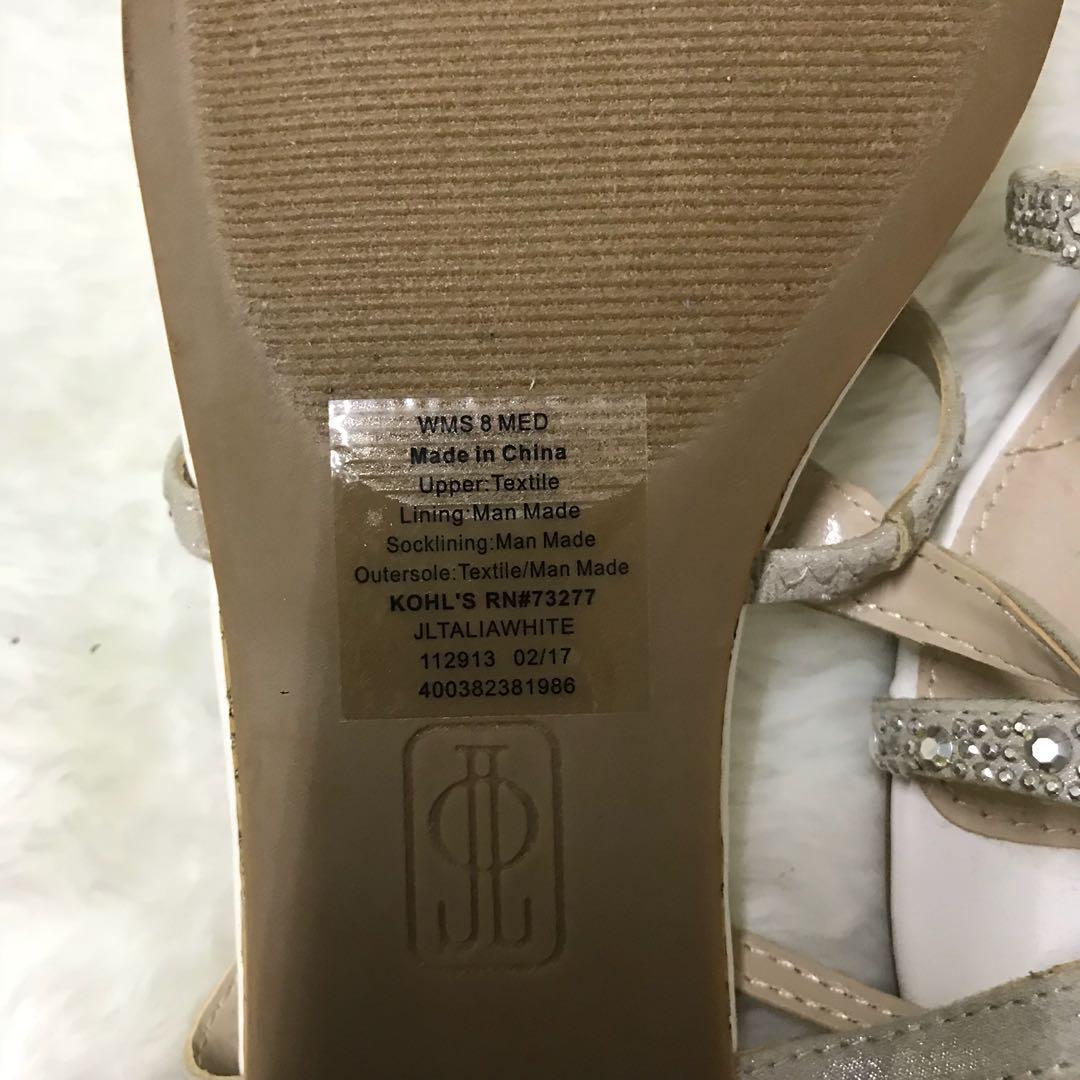 WMS 8 MED
Made in China
Upper:Textile
Lining:Man Made
Socklining:Man Made
Outersole:Textile/Man Made
KOHL'S RN#73277
JLTALIAWHITE
112913 02/17
400382381986
JL